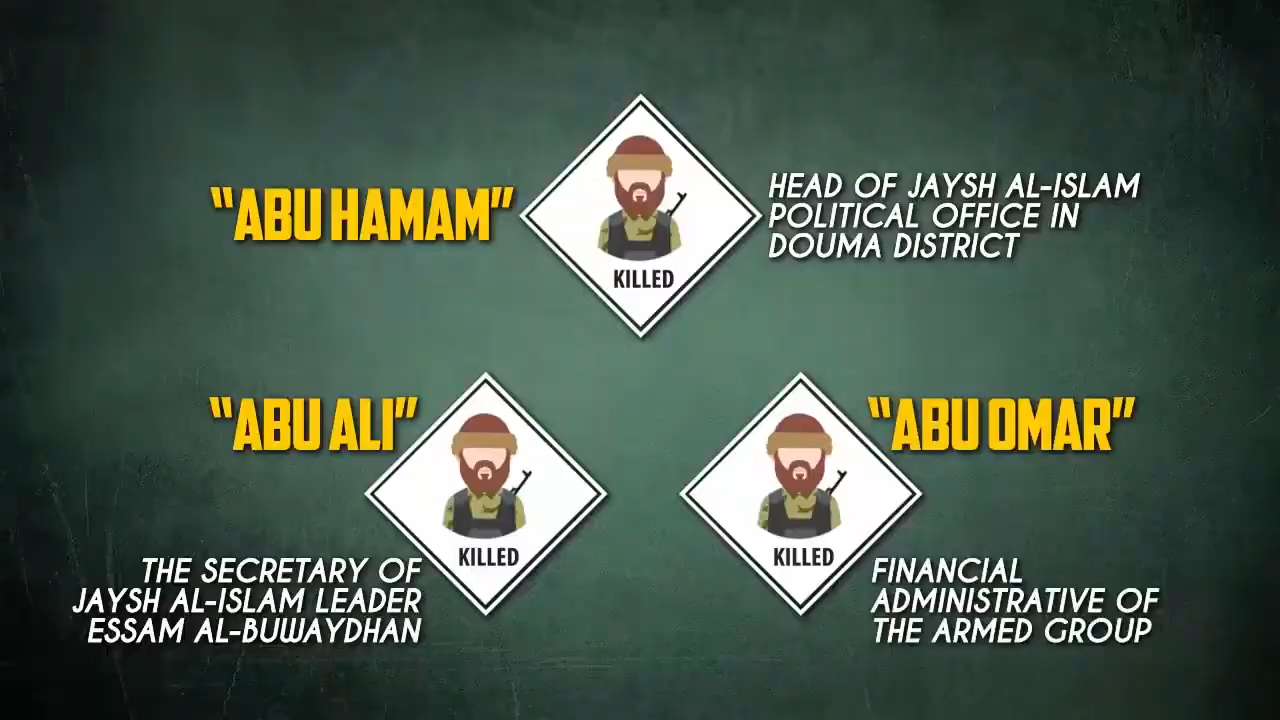 “ABU HAMAM”
HEAD OF JAYSH AL-ISLAM
POLITICAL OFFICE IN
DOUMA DISTRICT
KILLED
“ABU ALI”
KILLED
THE SECRETARY OF
JAYSH AL-ISLAM LEADER
ESSAM AL-BUWAYDHAN
“ABU OMAR”
KILLED
FINANCIAL
ADMINISTRATIVE OF
THE ARMED GROUP